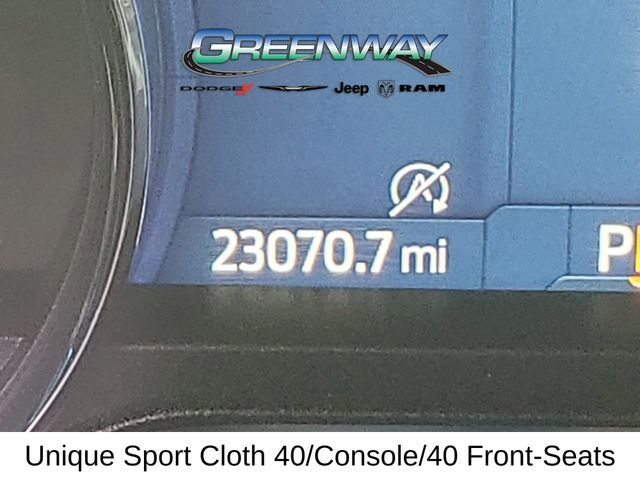 GREENWAY
DODGE Jeep RAM
A
23070.7 mi P
Unique Sport Cloth 40/Console/40 Front-Seats